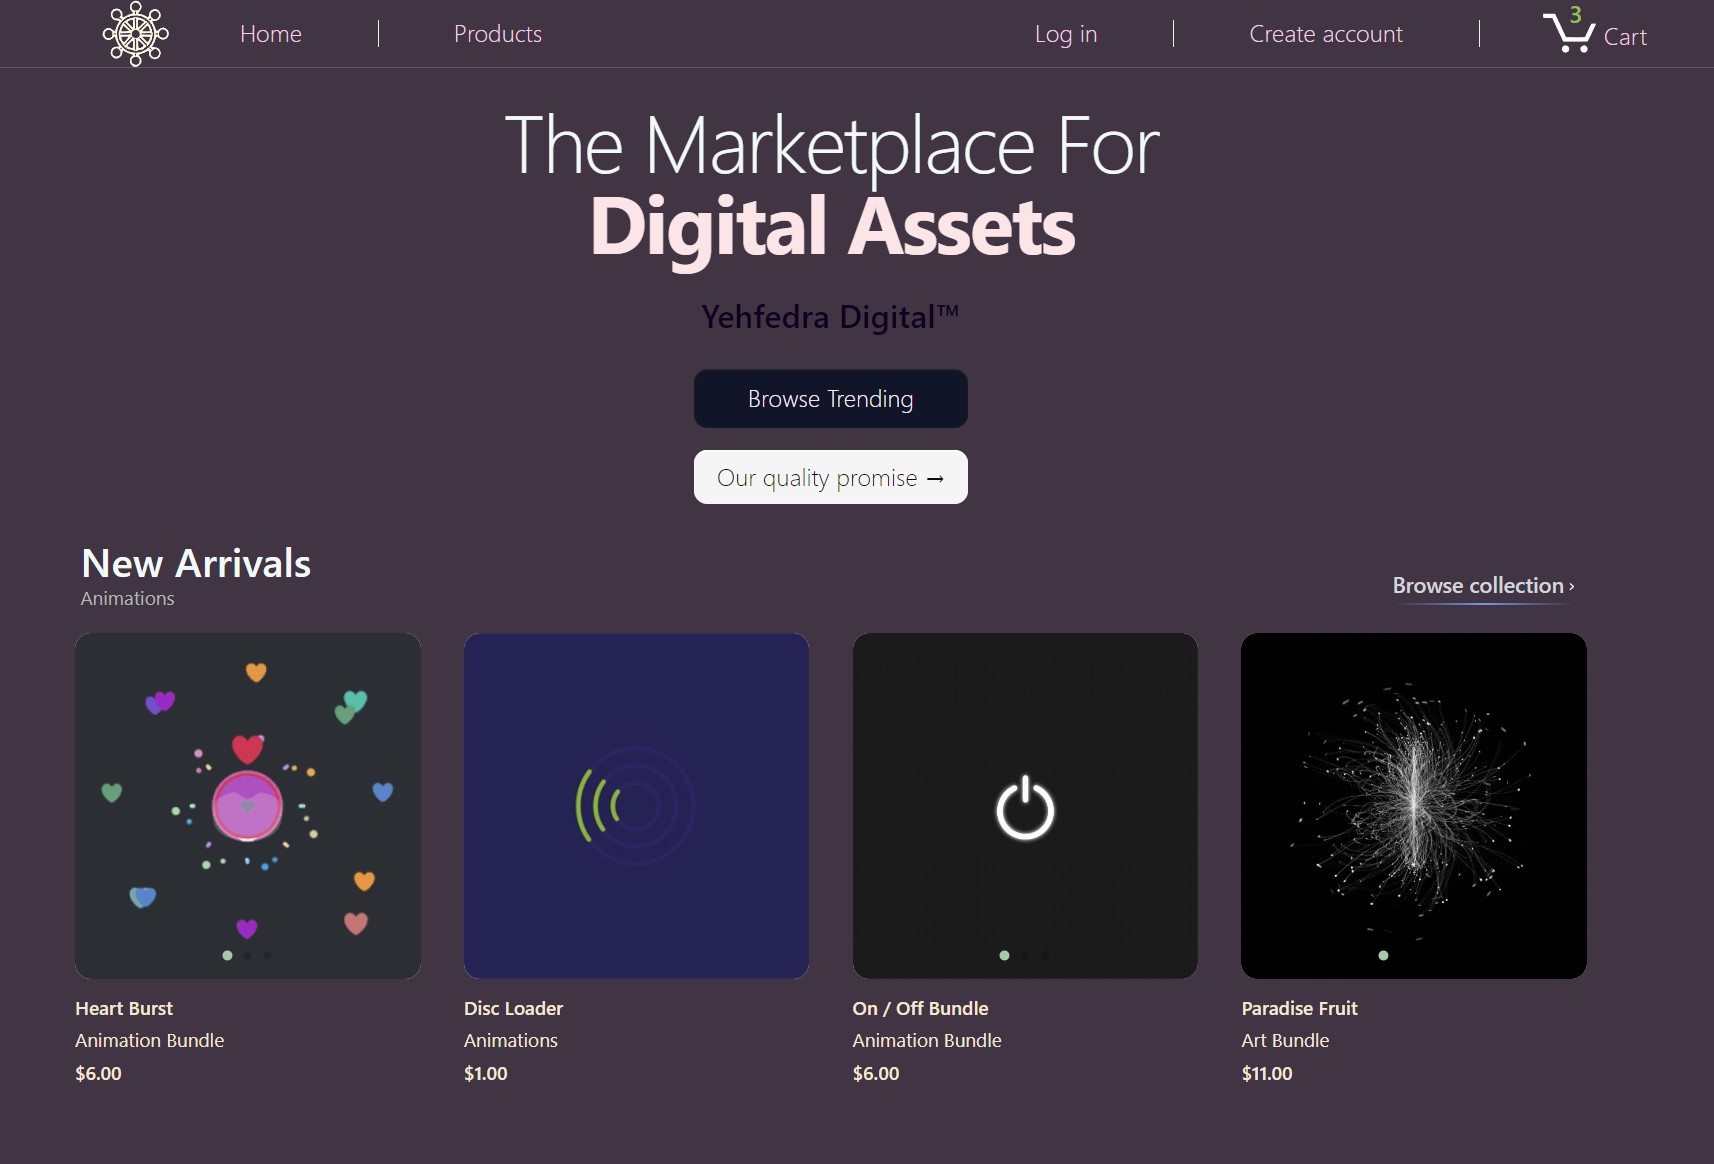 Home
Products
Log in
Create account
3
Cart
The Marketplace For
Digital Assets
Yehfedra Digital™
Browse Trending
Our quality promise →
New Arrivals
Animations
Browse collection ›
Heart Burst
Animation Bundle
$6.00
Disc Loader
Animations
$1.00
On / Off Bundle
Animation Bundle
$6.00
Paradise Fruit
Art Bundle
$11.00